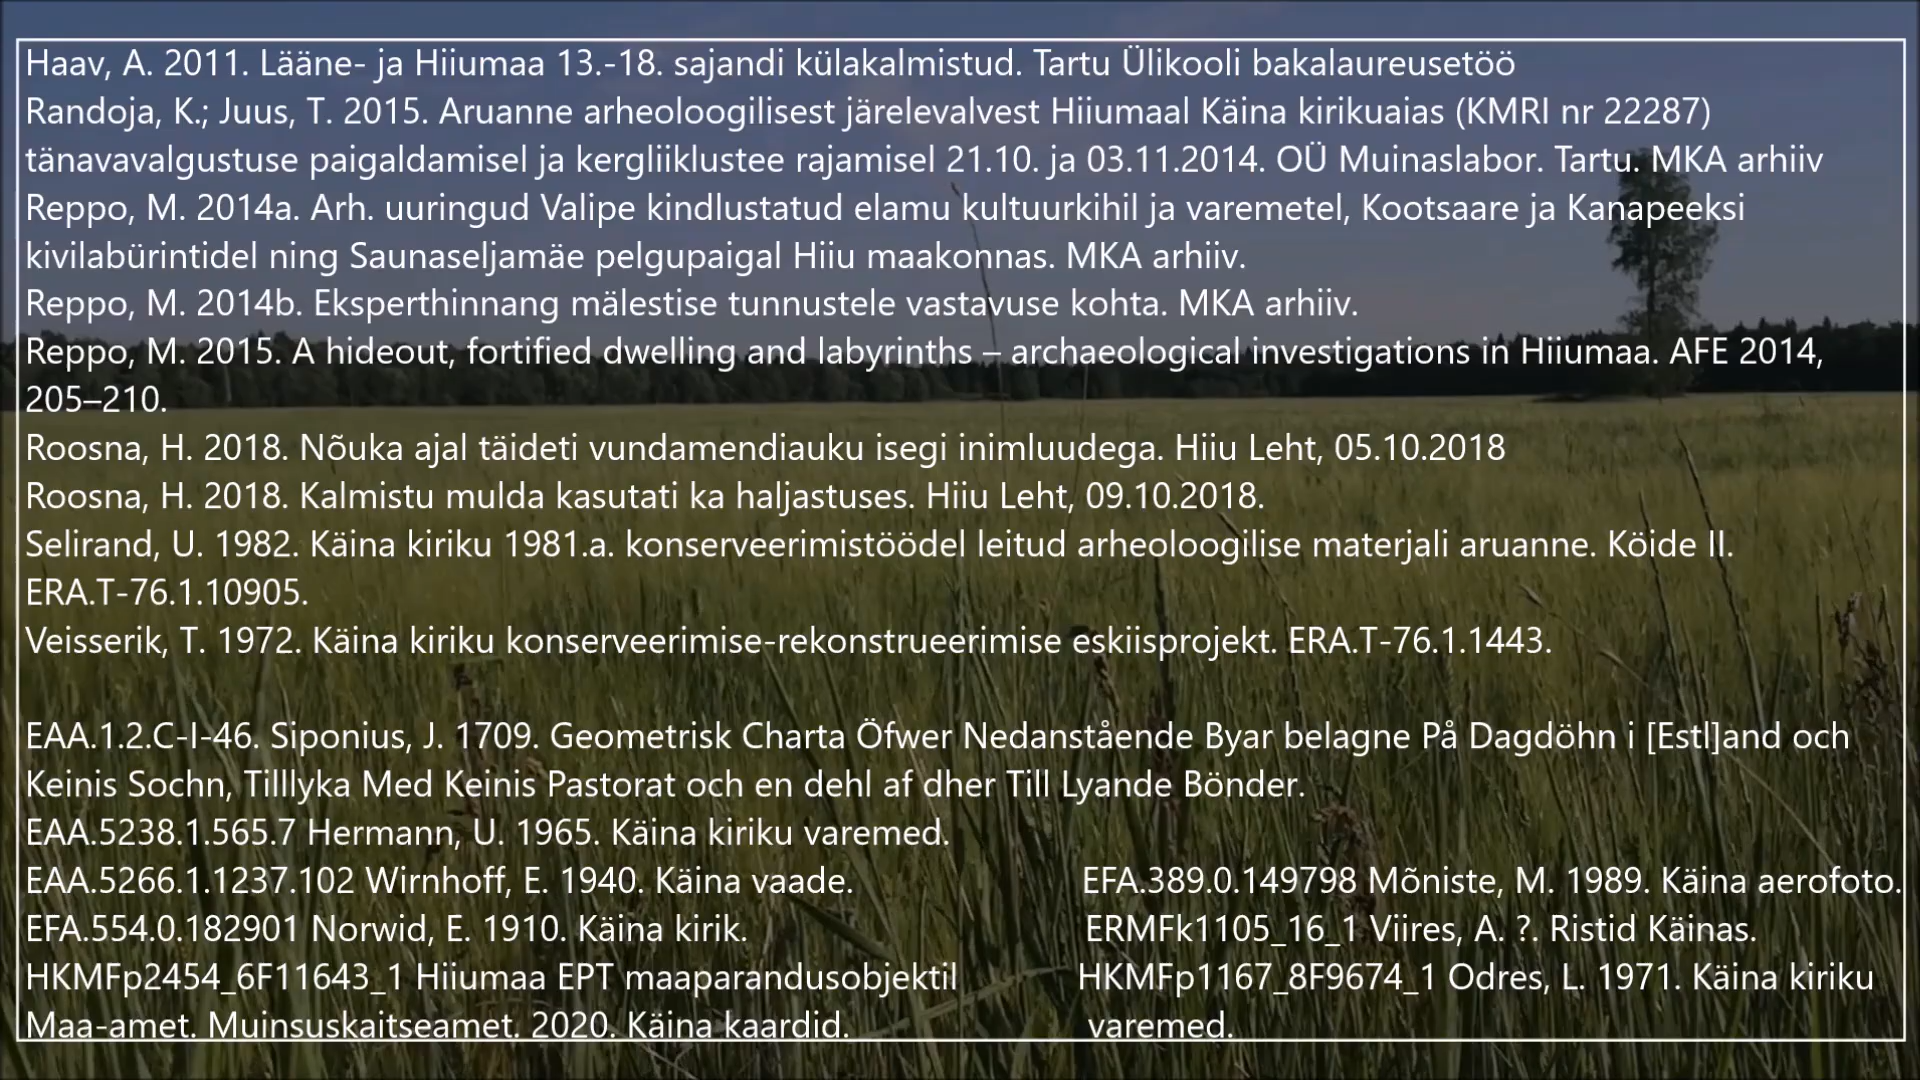 Haav, A. 2011. Lääne- ja Hiiumaa 13.-18. sajandi külakalmistud. Tartu Ülikooli bakalaureusetöö
Randoja, K.; Juus, T. 2015. Aruanne arheoloogilisest järelevalvest Hiiumaal Käina kirikuaias (KMRI nr 22287)
tänavavalgustuse paigaldamisel ja kergliiklustee rajamisel 21.10. ja 03.11.2014. OÜ Muinaslabor. Tartu. MKA arhiiv
Reppo, M. 2014a. Arh. uuringud Valipe kindlustatud elamu kultuurkihil ja varemetel, Kootsaare ja Kanapeeksi
kivilabürintidel ning Saunaseljamäe pelgupaigal Hiiu maakonnas. MKA arhiiv.
Reppo, M. 2014b. Eksperthinnang mälestise tunnustele vastavuse kohta. MKA arhiiv.
Reppo, M. 2015. A hideout, fortified dwelling and labyrinths – archaeological investigations in Hiiumaa. AFE 2014,
205–210.
Roosna, H. 2018. Nõuka ajal täideti vundamendiauku isegi inimluudega. Hiiu Leht, 05.10.2018
Roosna, H. 2018. Kalmistu mulda kasutati ka haljastuses. Hiiu Leht, 09.10.2018.
Selirand, U. 1982. Käina kiriku 1981.a. konserveerimistöödel leitud arheoloogilise materjali aruanne. Köide II.
ERA.T-76.1.10905.
Veisserik, T. 1972. Käina kiriku konserveerimise-rekonstrueerimise eskiisprojekt. ERA.T-76.1.1443.
EAA.1.2.C-I-46. Siponius, J. 1709. Geometrisk Charta Öfwer Nedanstående Byar belagne På Dagdöhn i [Estl]and och
Keinis Sochn, Tilllyka Med Keinis Pastorat och en dehl af dher Till Lyande Bönder.
EAA.5238.1.565.7 Hermann, U. 1965. Käina kiriku varemed.
EAA.5266.1.1237.102 Wirnhoff, E. 1940. Käina vaade.
EFA.554.0.182901 Norwid, E. 1910. Käina kirik.
HKMFp2454_6F11643_1 Hiiumaa EPT maaparandusobjektil
Maa-amet. Muinsuskaitseamet. 2020. Käina kaardid.
EFA.389.0.149798 Mõniste, M. 1989. Käina aerofoto.
ERMFk1105_16_1 Viires, A. ?. Ristid Käinas.
HKMFp1167_8F9674_1 Odres, L. 1971. Käina kiriku
varemed.